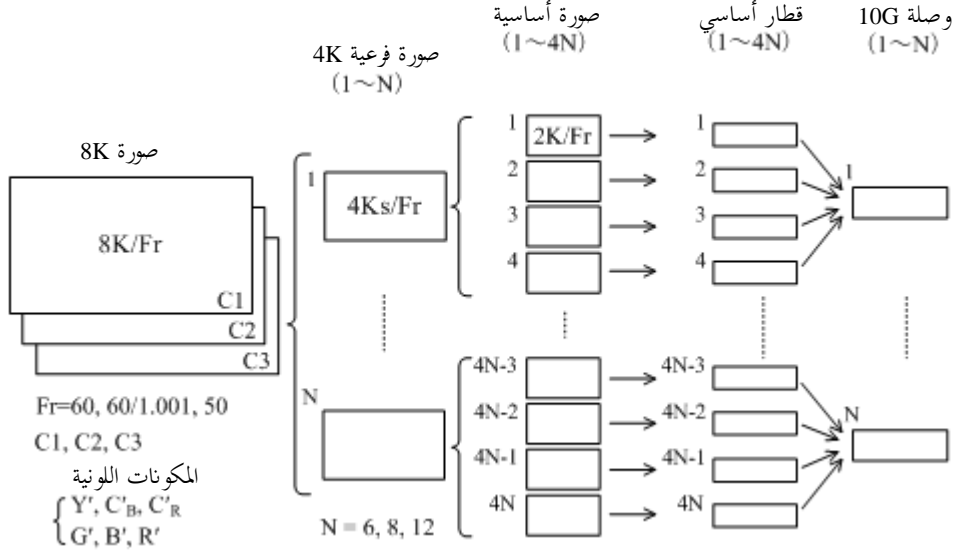 صورة 8K
8K/Fr
C1
C2
C3
Fr=60, 60/1.001, 50
C1, C2, C3
المكونات اللونية
Y′, C′B, C′R
G′, B′, R′
صورة فرعية 4K
(1～N)
1
4Ks/Fr
N
N = 6, 8, 12
صورة أساسية
(1～4N)
1
2K/Fr
2
3
4
4N-3
4N-2
4N-1
4N
قطار أساسي
(1～4N)
1
2
3
4
4N-3
4N-2
4N-1
4N
وصلة 10G
(1～N)
1
N